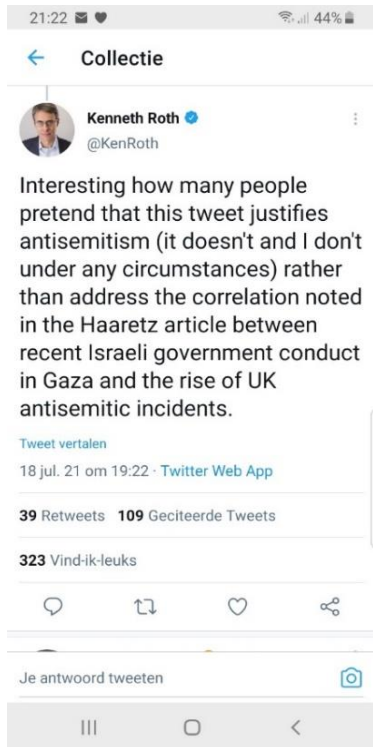 21:22 44%
Collectie
Kenneth Roth
@KenRoth
Interesting how many people
pretend that this tweet justifies
antisemitism (it doesn't and I don't
under any circumstances) rather
than address the correlation noted
in the Haaretz article between
recent Israeli government conduct
in Gaza and the rise of UK
antisemitic incidents.
Tweet vertalen
18 jul. 21 om 19:22 · Twitter Web App
39 Retweets 109 Geciteerde Tweets
323 Vind-ik-leuks
Je antwoord tweeten